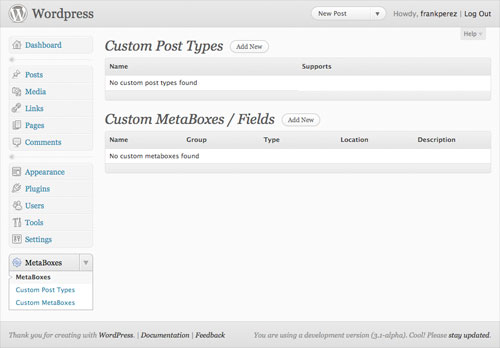 Wordpress
New Post
Howdy, frankperez | Log Out
Help
Dashboard
Posts
Media
Links
Pages
Comments
Appearance
Plugins
Users
Tools
Settings
MetaBoxes
MetaBoxes
Custom Post Types
Custom MetaBoxes
Custom Post Types Add New
Name Supports
No custom post types found
Custom MetaBoxes / Fields Add New
Name Group Type Location Description
No custom metaboxes found
Thank you for creating with WordPress. | Documentation | Feedback
You are using a development version (3.1-alpha). Cool! Please stay updated.